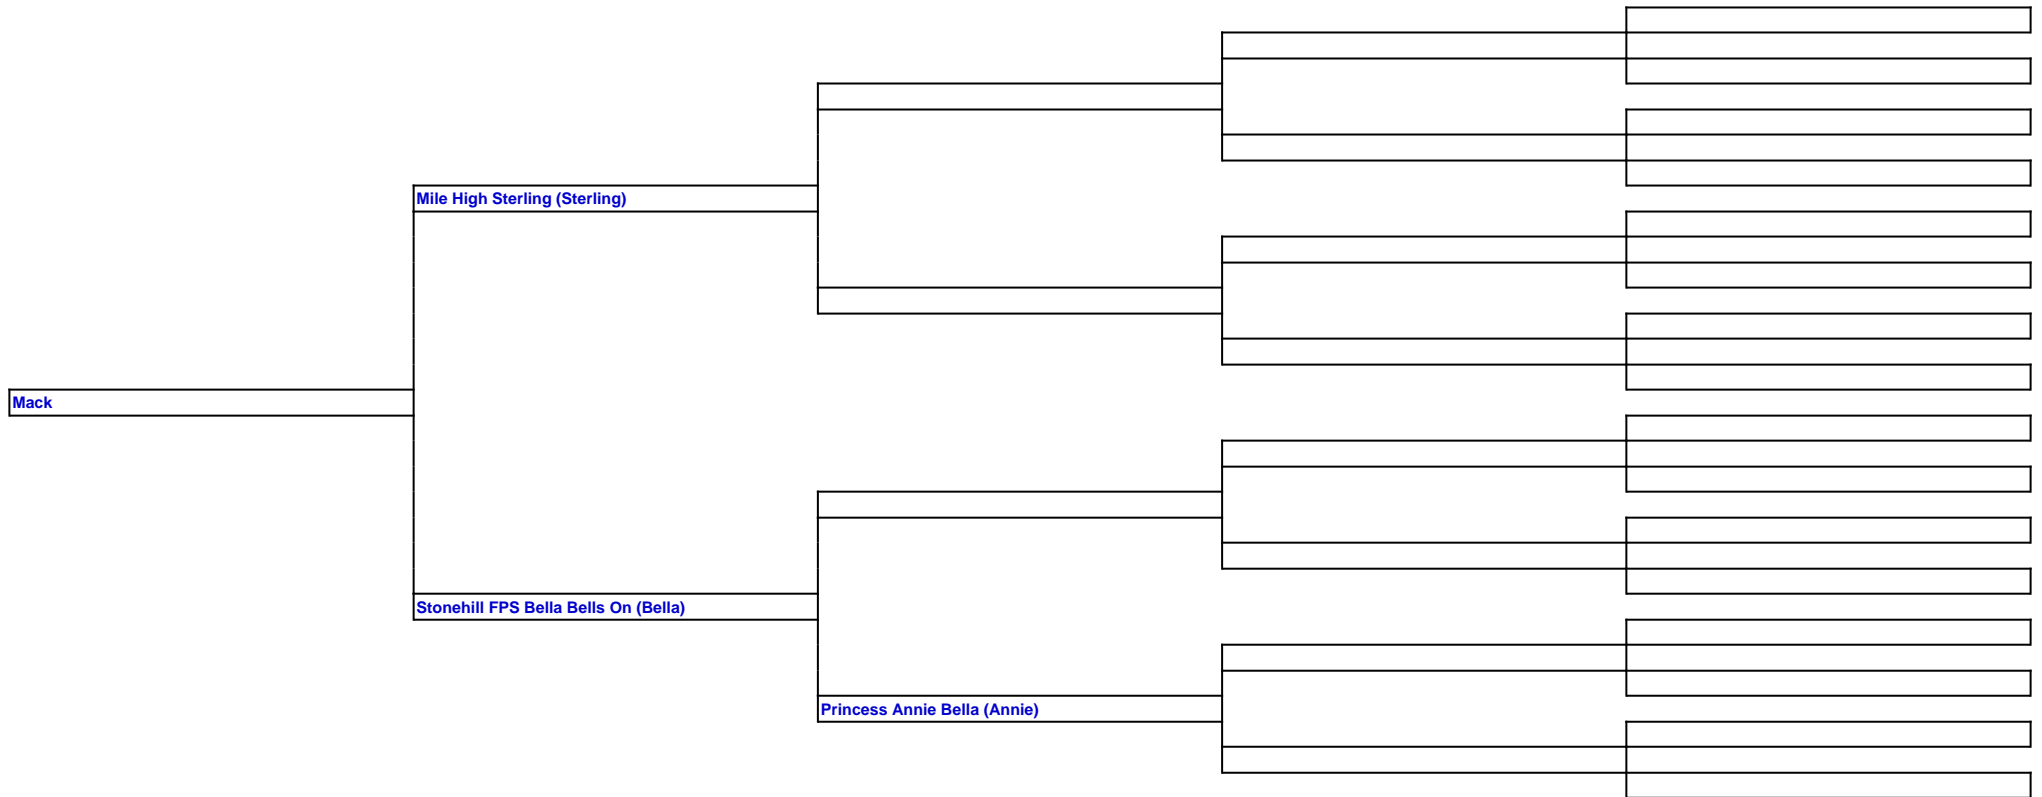 Mile High Sterling (Sterling)
Mack
Stonehill FPS Bella Bells On (Bella)
Princess Annie Bella (Annie)